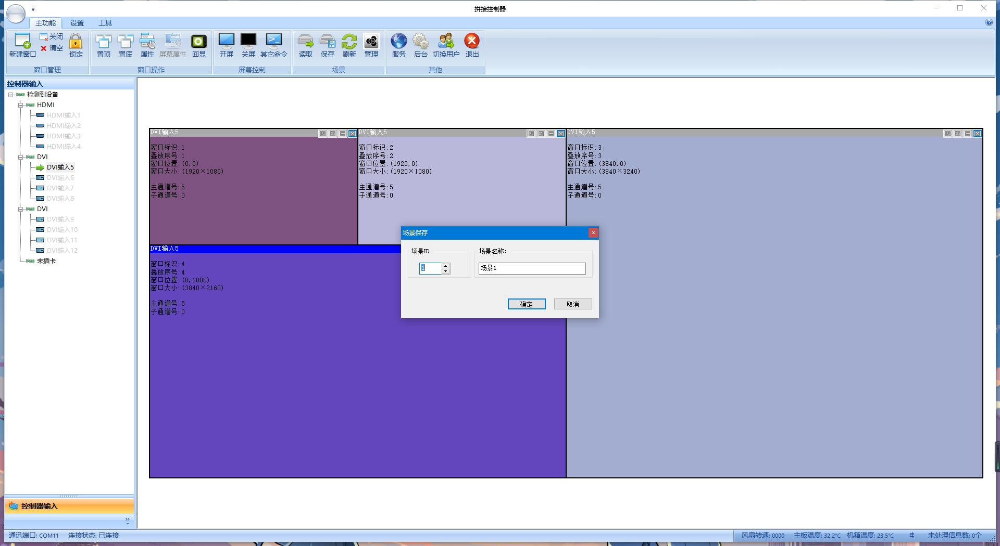 拼接控制器
主功能 设置 工具
新建窗口 关闭 清空 锁定 置顶 置底 属性 屏幕属性 回显 开屏 关屏 其它命令 读取 保存 刷新 管理 服务 后台 切换用户 退出
窗口管理 窗口操作 屏幕控制 场景 其他
控制器输入
检测到设备
HDMI
HDMI输入1
HDMI输入2
HDMI输入3
HDMI输入4
DVI
DVI输入5
DVI输入6
DVI输入7
DVI输入8
DVI
DVI输入9
DVI输入10
DVI输入11
DVI输入12
未插卡
控制器输入
DVI输入5
窗口标识:1
叠放序号:1
窗口位置:(0,0)
窗口大小:(1920×1080)
主通道号:5
子通道号:0
DVI输入5
窗口标识:2
叠放序号:2
窗口位置:(1920,0)
窗口大小:(1920×1080)
主通道号:5
子通道号:0
DVI输入5
窗口标识:3
叠放序号:3
窗口位置:(3840,0)
窗口大小:(3840×3240)
主通道号:5
子通道号:0
DVI输入5
窗口标识:4
叠放序号:4
窗口位置:(0,1080)
窗口大小:(3840×2160)
主通道号:5
子通道号:0
场景保存
场景ID 场景名称：
1 场景1
确定 取消
通讯端口: COM11 连接状态: 已连接 风扇转速: 0000 主板温度: 32.2℃ 机箱温度: 23.5℃ 电 未处理信息数: 0个